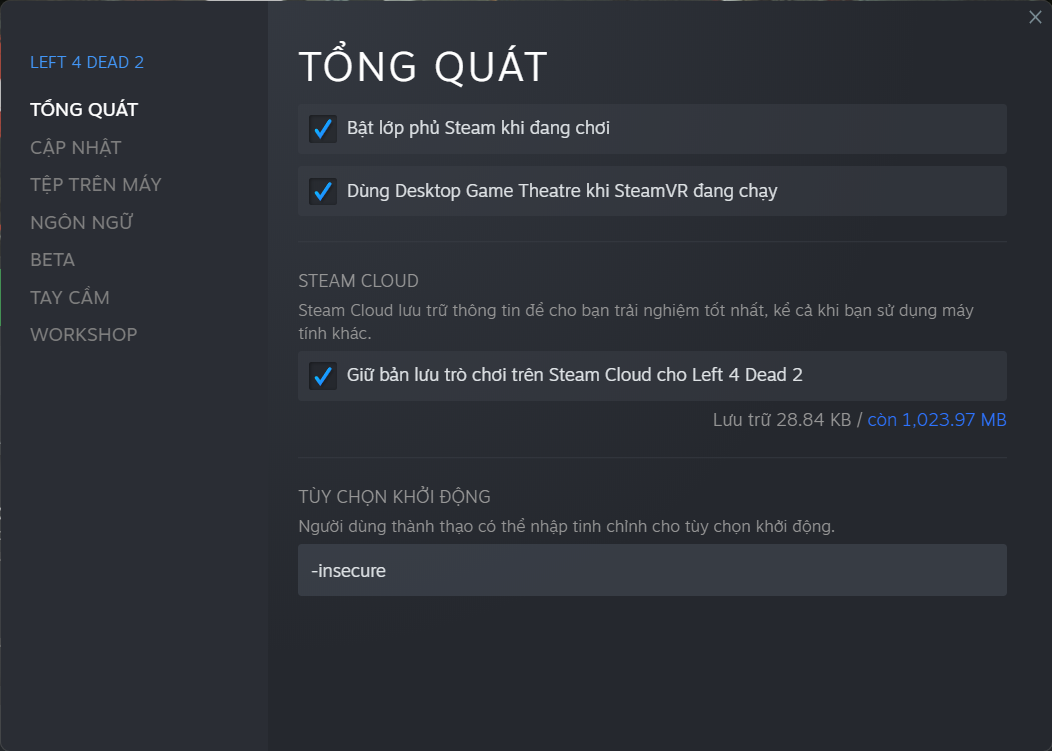 LEFT 4 DEAD 2
TỔNG QUÁT
CẬP NHẬT
TỆP TRÊN MÁY
NGÔN NGỮ
BETA
TAY CẦM
WORKSHOP
TỔNG QUÁT
Bật lớp phủ Steam khi đang chơi
Dùng Desktop Game Theatre khi SteamVR đang chạy
STEAM CLOUD
Steam Cloud lưu trữ thông tin để cho bạn trải nghiệm tốt nhất, kể cả khi bạn sử dụng máy
tính khác.
Giữ bản lưu trò chơi trên Steam Cloud cho Left 4 Dead 2
Lưu trữ 28.84 KB / còn 1,023.97 MB
TÙY CHỌN KHỞI ĐỘNG
Người dùng thành thạo có thể nhập tinh chỉnh cho tùy chọn khởi động.
-insecure